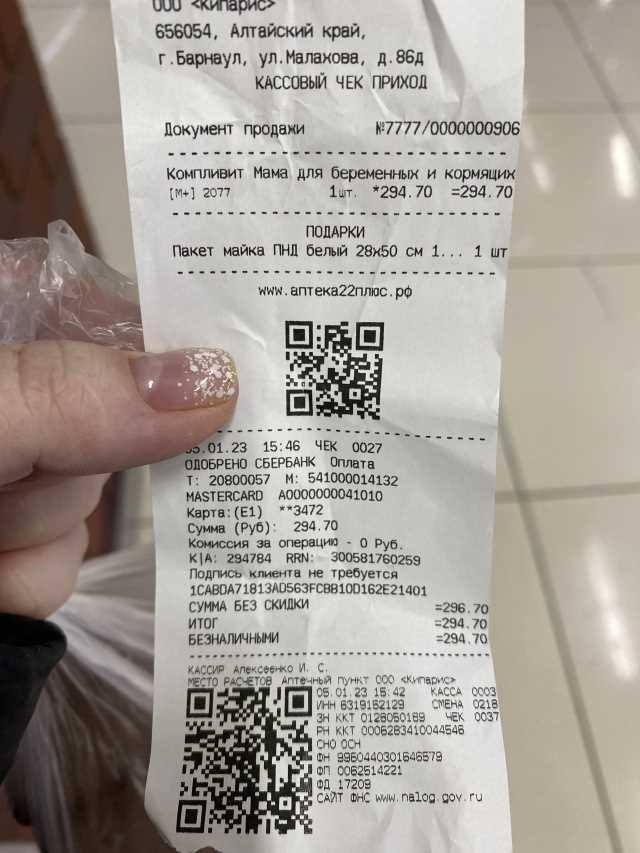 ООО «Кипарис»
656054, Алтайский край,
г.Барнаул, ул.Малахова, д.86д
КАССОВЫЙ ЧЕК ПРИХОД
Документ продажи №7777/0000000906
Компливит Мама для беременных и кормящих
[М+] 2077 1шт. *294.70 =294.70
ПОДАРКИ
Пакет майка ПНД белый 28х50 см 1... 1 шт
www.аптека22плюс.рф
05.01.23 15:46 ЧЕК 0027
ОДОБРЕНО СБЕРБАНК Оплата
Т: 20800057 М: 541000014132
MASTERCARD A0000000041010
Карта:(E1) **3472
Сумма (Руб): 294.70
Комиссия за операцию - 0 Руб.
К|А: 294784 RRN: 300581760259
Подпись клиента не требуется
1CABDA71813AD563FCBB10D162E21401
СУММА БЕЗ СКИДКИ =296.70
ИТОГ =294.70
БЕЗНАЛИЧНЫМИ =294.70
КАССИР Алексеенко И. С.
МЕСТО РАСЧЕТОВ Аптечный пункт ООО «Кипарис»
05.01.23 15:42 КАССА 0003
ИНН 6319152129 СМЕНА 0218
ЗН ККТ 0128050189 ЧЕК 0037
РН ККТ 0006283410044546
СНО ОСН
ФН 9960440301646579
ФП 0062514221
ФД 17209
САЙТ ФНС www.nalog.gov.ru